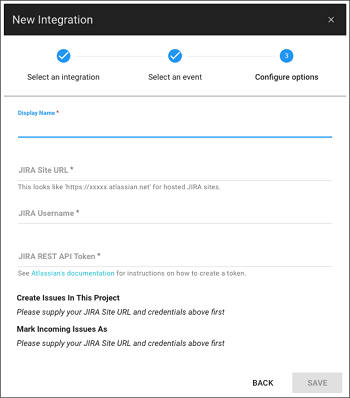 New Integration ×
3
Select an integration Select an event Configure options
Display Name *
JIRA Site URL *
This looks like 'https://xxxxx.atlassian.net' for hosted JIRA sites.
JIRA Username *
JIRA REST API Token *
See Atlassian's documentation for instructions on how to create a token.
Create Issues In This Project
Please supply your JIRA Site URL and credentials above first
Mark Incoming Issues As
Please supply your JIRA Site URL and credentials above first
BACK SAVE